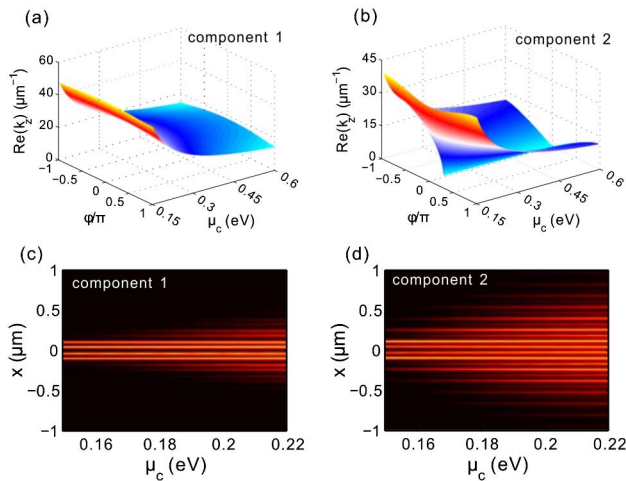 (a)
component 1
Re(k_z) (μm⁻¹)
60
40
20
0
−1
−0.5
0
0.5
1
φ/π
0.15
0.3
0.45
0.6
μ_c (eV)
(b)
component 2
Re(k_z) (μm⁻¹)
45
30
15
0
−1
−0.5
0
0.5
1
φ/π
0.15
0.3
0.45
0.6
μ_c (eV)
(c)
component 1
x (μm)
1
0.5
0
−0.5
−1
0.16
0.18
0.2
0.22
μ_c (eV)
(d)
component 2
x (μm)
1
0.5
0
−0.5
−1
0.16
0.18
0.2
0.22
μ_c (eV)